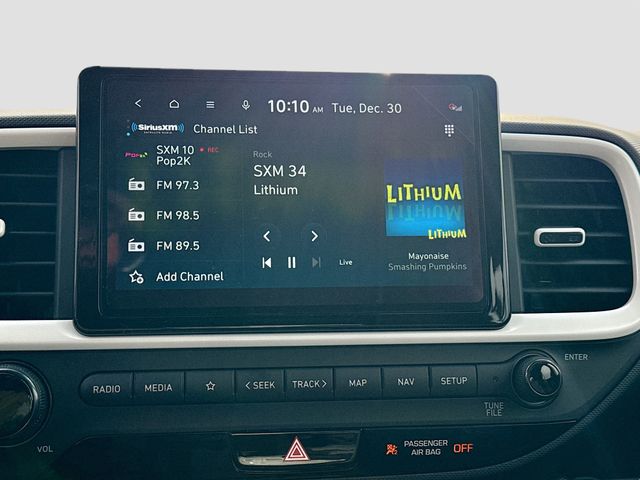 10:10 AM Tue, Dec. 30
SiriusXM Channel List
SATELLITE RADIO
SXM 10 REC
Pop2K
FM 97.3
FM 98.5
FM 89.5
Add Channel
Rock
SXM 34
Lithium
Live
LITHIUM
LITHIUM
Mayonaise
Smashing Pumpkins
RADIO MEDIA < SEEK TRACK > MAP NAV SETUP
ENTER
TUNE
FILE
VOL
PASSENGER
AIR BAG OFF